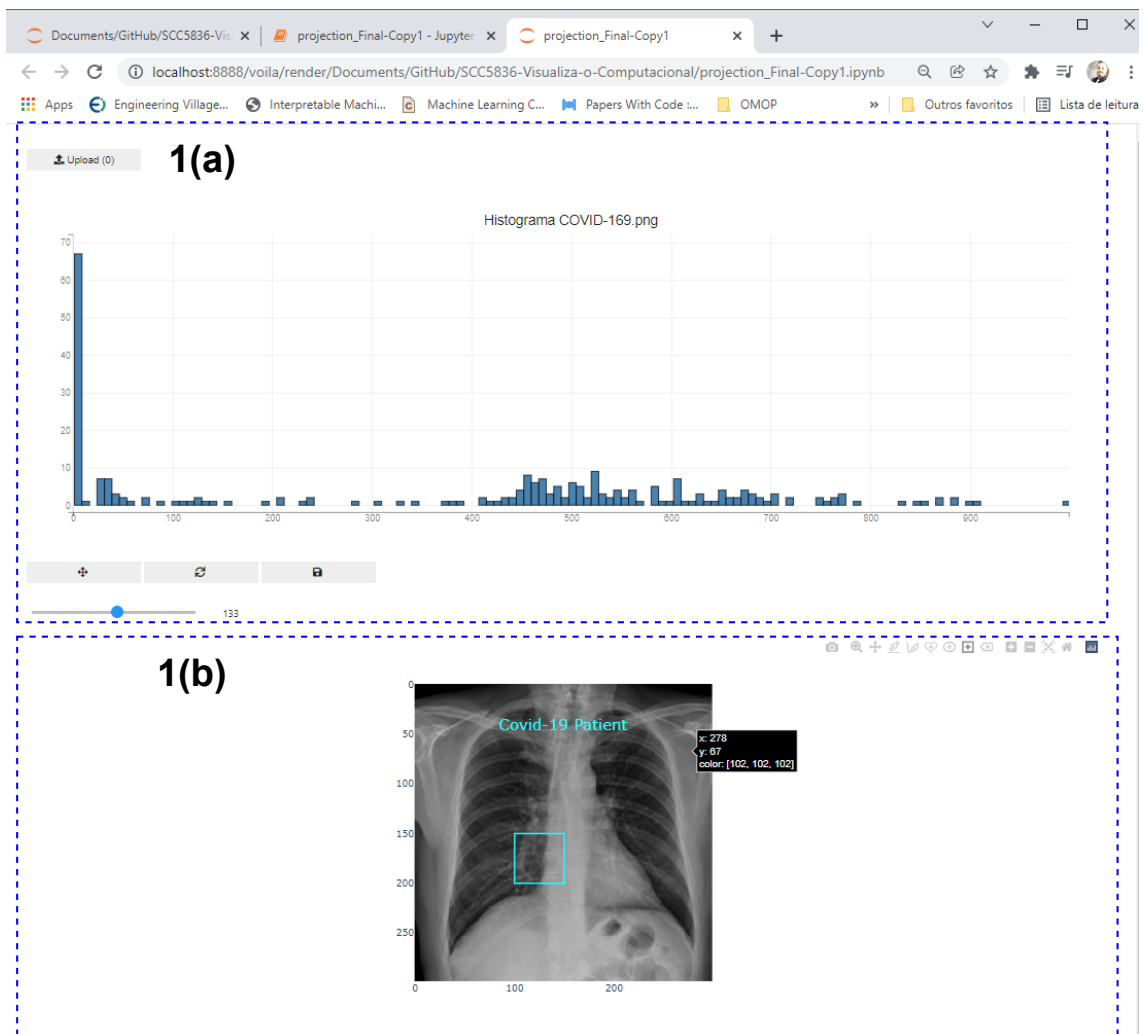 Documents/GitHub/SCC5836-Vis
projection_Final-Copy1 - Jupyter
projection_Final-Copy1
localhost:8888/voila/render/Documents/GitHub/SCC5836-Visualiza-o-Computacional/projection_Final-Copy1.ipynb
Apps Engineering Village... Interpretable Machi... Machine Learning C... Papers With Code :... OMOP » Outros favoritos Lista de leitura
1(a)
Upload (0)
Histograma COVID-169.png
70
60
50
40
30
20
10
0
0 100 200 300 400 500 600 700 800 900
133
1(b)
Covid-19 Patient
x: 278
y: 67
color: [102, 102, 102]
0
50
100
150
200
250
0 100 200